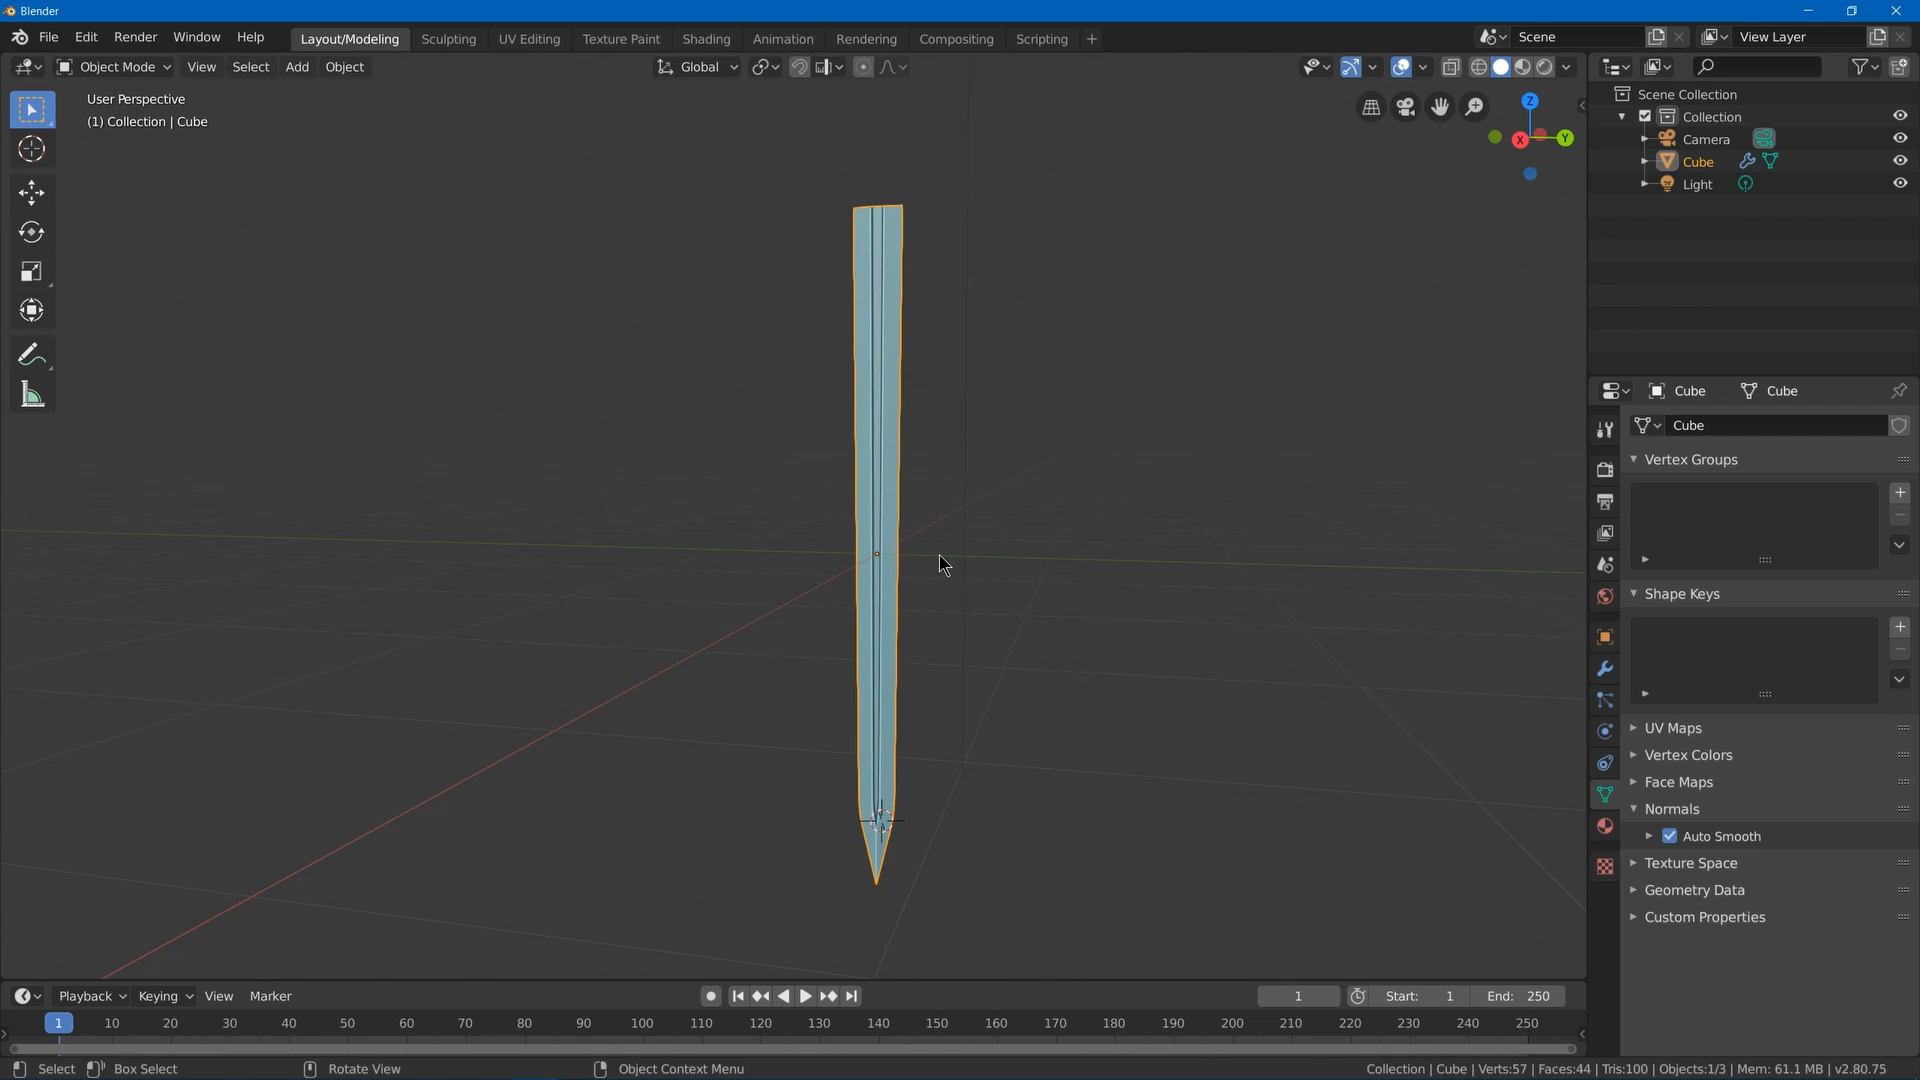 Blender
File Edit Render Window Help Layout/Modeling Sculpting UV Editing Texture Paint Shading Animation Rendering Compositing Scripting + Scene View Layer
Object Mode View Select Add Object Global
User Perspective
(1) Collection | Cube
Z
X
Y
Scene Collection
Collection
Camera
Cube
Light
Cube Cube
Cube
Vertex Groups
Shape Keys
UV Maps
Vertex Colors
Face Maps
Normals
Auto Smooth
Texture Space
Geometry Data
Custom Properties
Playback Keying View Marker 1 Start: 1 End: 250
1 10 20 30 40 50 60 70 80 90 100 110 120 130 140 150 160 170 180 190 200 210 220 230 240 250
Select Box Select Rotate View Object Context Menu Collection | Cube | Verts:57 | Faces:44 | Tris:100 | Objects:1/3 | Mem: 61.1 MB | v2.80.75